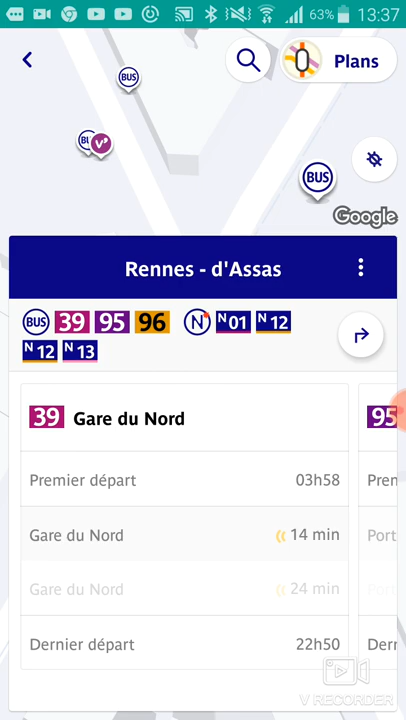 63% 13:37
Plans
BUS
BUS
Google
Rennes - d'Assas
BUS 39 95 96 N N01 N12
N12 N13
39 Gare du Nord
95
Premier départ 03h58
Gare du Nord 14 min
Gare du Nord 24 min
Dernier départ 22h50
V RECORDER